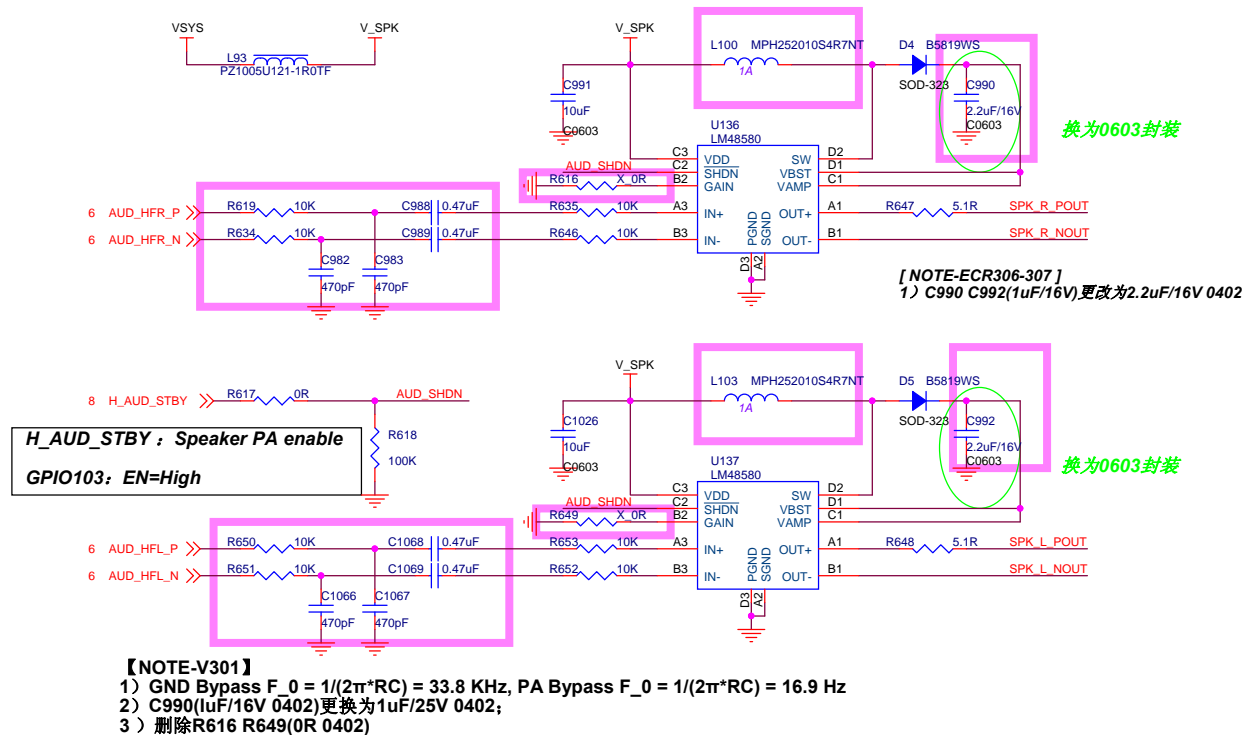 VSYS
V_SPK
L93
PZ1005U121-1R0TF
V_SPK
L100 MPH252010S4R7NT
1A
D4 B5819WS
SOD-323
C991
10uF
C0603
C990
2.2uF/16V
C0603
换为0603封装
U136
LM48580
AUD_SHDN
R616 X_0R
C3 VDD
C2 SHDN
B2 GAIN
A3 IN+
B3 IN-
SW D2
VBST D1
VAMP C1
OUT+ A1
OUT- B1
PGND SGND
D3 A2
6 AUD_HFR_P R619 10K C988 0.47uF R635 10K
6 AUD_HFR_N R634 10K C989 0.47uF R646 10K
C982 C983
470pF 470pF
R647 5.1R SPK_R_POUT
SPK_R_NOUT
[ NOTE-ECR306-307 ]
1）C990 C992(1uF/16V)更改为2.2uF/16V 0402
8 H_AUD_STBY R617 0R AUD_SHDN
R618
100K
H_AUD_STBY ：Speaker PA enable
GPIO103：EN=High
V_SPK
L103 MPH252010S4R7NT
1A
D5 B5819WS
SOD-323
C1026
10uF
C0603
C992
2.2uF/16V
C0603
换为0603封装
U137
LM48580
AUD_SHDN
R649 X_0R
C3 VDD
C2 SHDN
B2 GAIN
A3 IN+
B3 IN-
SW D2
VBST D1
VAMP C1
OUT+ A1
OUT- B1
PGND SGND
D3 A2
6 AUD_HFL_P R650 10K C1068 0.47uF R653 10K
6 AUD_HFL_N R651 10K C1069 0.47uF R652 10K
C1066 C1067
470pF 470pF
R648 5.1R SPK_L_POUT
SPK_L_NOUT
【NOTE-V301】
1）GND Bypass F_0 = 1/(2π*RC) = 33.8 KHz, PA Bypass F_0 = 1/(2π*RC) = 16.9 Hz
2）C990(IuF/16V 0402)更换为1uF/25V 0402;
3 ）删除R616 R649(0R 0402)